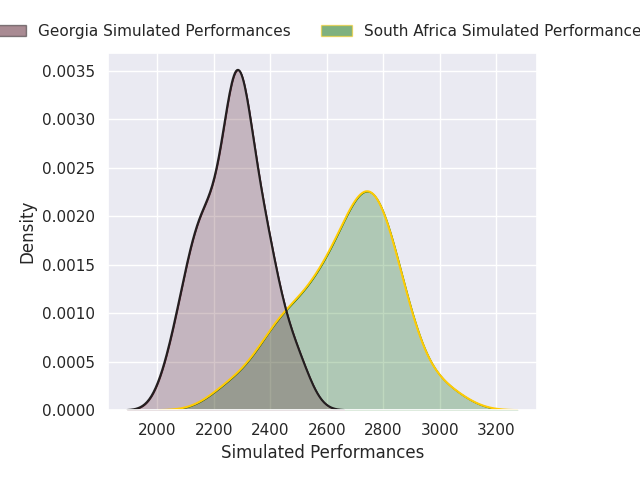 Georgia Simulated Performances
South Africa Simulated Performance
0.0035
0.0030
0.0025
0.0020
0.0015
0.0010
0.0005
0.0000
Density
2000 2200 2400 2600 2800 3000 3200
Simulated Performances